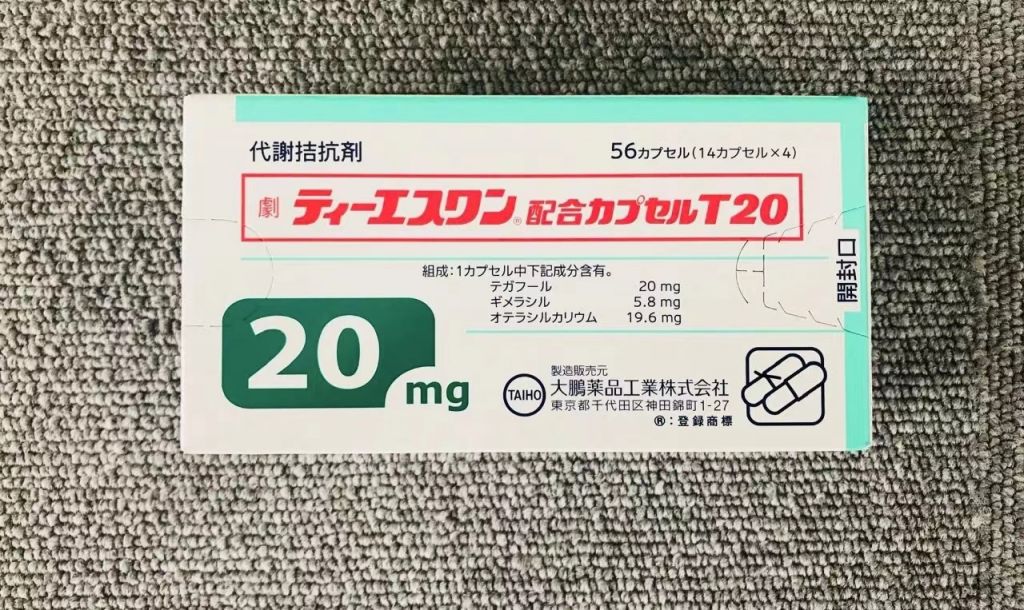 代謝拮抗剤
56カプセル(14カプセル×4)
劇 ティーエスワン® 配合カプセルT20
組成:1カプセル中下記成分含有。
テガフール 20 mg
ギメラシル 5.8 mg
オテラシルカリウム 19.6 mg
開封口
20 mg
製造販売元
TAIHO 大鵬薬品工業株式会社
東京都千代田区神田錦町1-27
®:登録商標